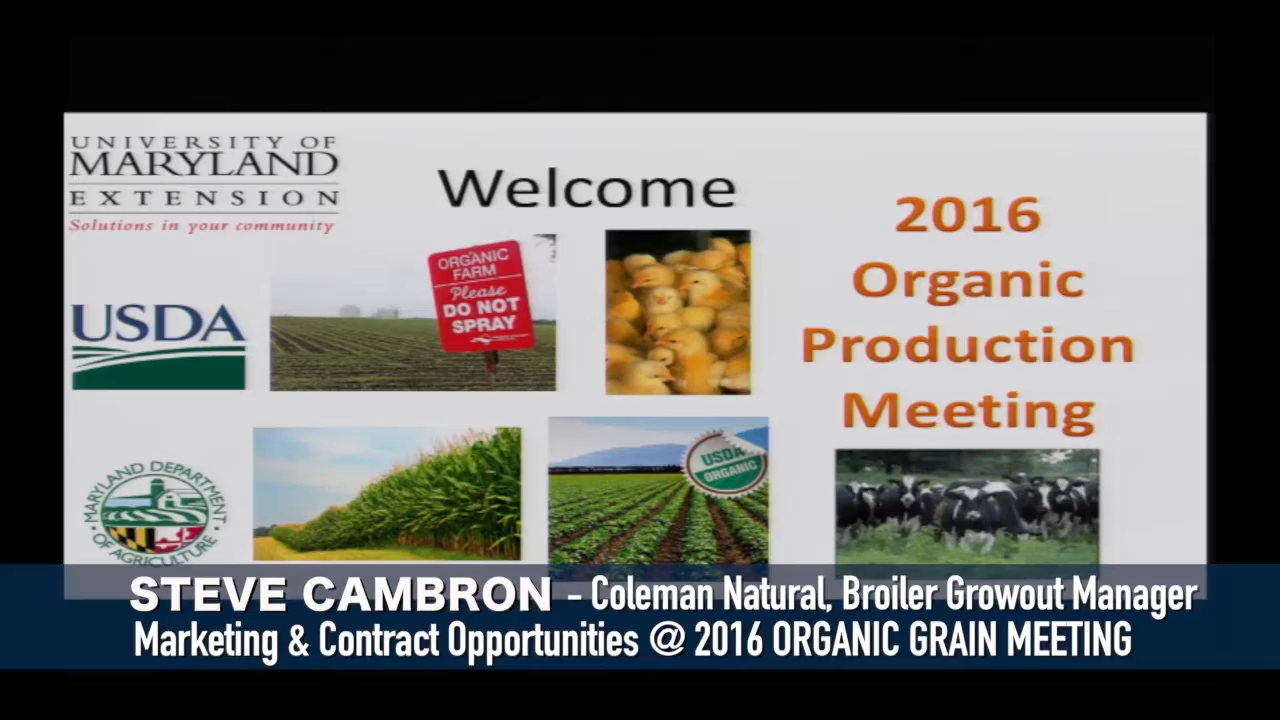 UNIVERSITY OF
MARYLAND
EXTENSION
Solutions in your community
Welcome
2016
Organic
Production
Meeting
USDA
ORGANIC
FARM
Please
DO NOT
SPRAY
USDA
ORGANIC
MARYLAND DEPARTMENT
OF AGRICULTURE
STEVE CAMBRON - Coleman Natural, Broiler Growout Manager
Marketing & Contract Opportunities @ 2016 ORGANIC GRAIN MEETING